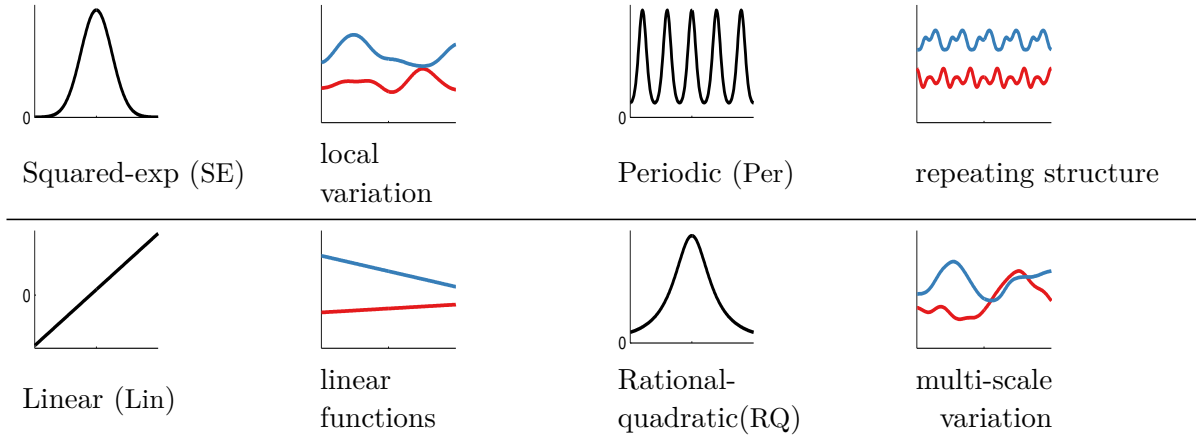 0
0
Squared-exp (SE)
local
variation
Periodic (Per)
repeating structure
0
0
Linear (Lin)
linear
functions
Rational-
quadratic(RQ)
multi-scale
variation